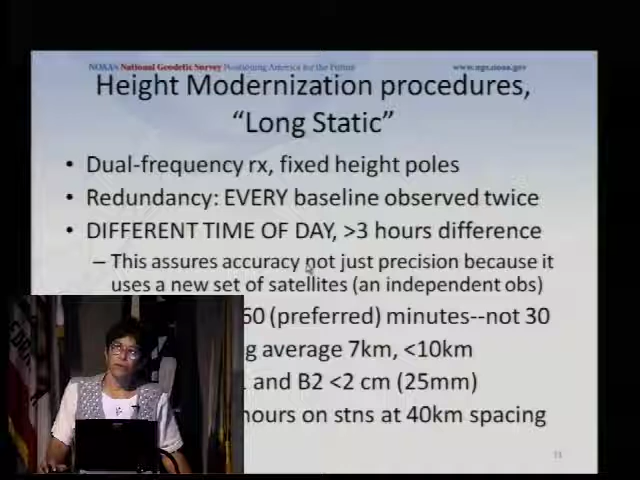 NOAA's National Geodetic Survey Positioning America for the Future www.ngs.noaa.gov
Height Modernization procedures,
“Long Static”
• Dual-frequency rx, fixed height poles
• Redundancy: EVERY baseline observed twice
• DIFFERENT TIME OF DAY, >3 hours difference
– This assures accuracy not just precision because it
uses a new set of satellites (an independent obs)
60 (preferred) minutes--not 30
average 7km, <10km
and B2 <2 cm (25mm)
hours on stns at 40km spacing